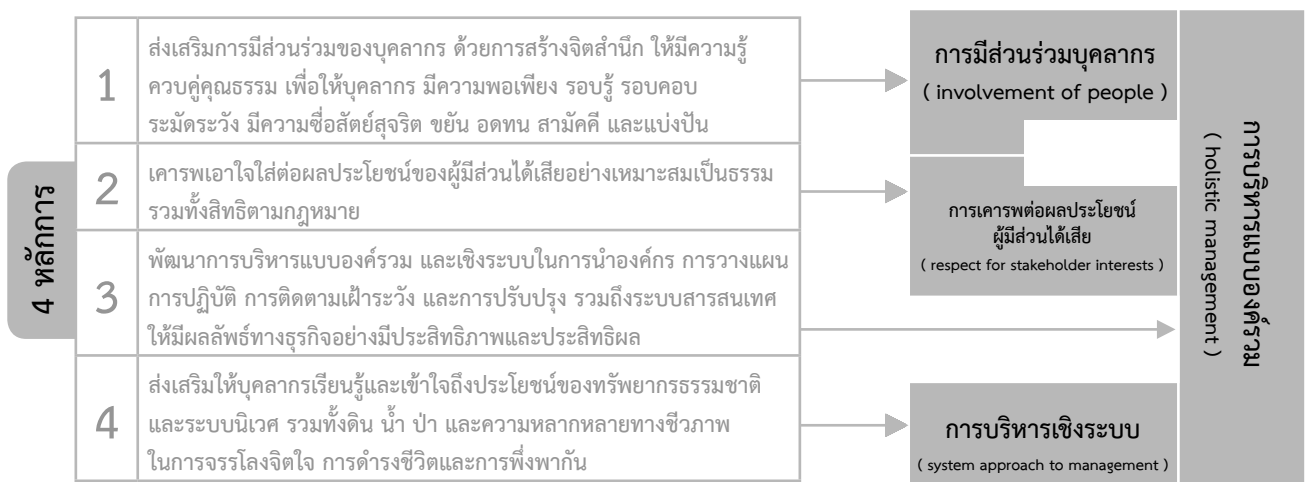 4 หลักการ
1
ส่งเสริมการมีส่วนร่วมของบุคลากร ด้วยการสร้างจิตสำนึก ให้มีความรู้
ควบคู่คุณธรรม เพื่อให้บุคลากร มีความพอเพียง รอบรู้ รอบคอบ
ระมัดระวัง มีความซื่อสัตย์สุจริต ขยัน อดทน สามัคคี และแบ่งปัน
2
เคารพเอาใจใส่ต่อผลประโยชน์ของผู้มีส่วนได้เสียอย่างเหมาะสมเป็นธรรม
รวมทั้งสิทธิตามกฎหมาย
3
พัฒนาการบริหารแบบองค์รวม และเชิงระบบในการนำองค์กร การวางแผน
การปฏิบัติ การติดตามเฝ้าระวัง และการปรับปรุง รวมถึงระบบสารสนเทศ
ให้มีผลลัพธ์ทางธุรกิจอย่างมีประสิทธิภาพและประสิทธิผล
4
ส่งเสริมให้บุคลากรเรียนรู้และเข้าใจถึงประโยชน์ของทรัพยากรธรรมชาติ
และระบบนิเวศ รวมทั้งดิน น้ำ ป่า และความหลากหลายทางชีวภาพ
ในการจรรโลงจิตใจ การดำรงชีวิตและการพึ่งพากัน
การมีส่วนร่วมบุคลากร
( involvement of people )
การเคารพต่อผลประโยชน์
ผู้มีส่วนได้เสีย
( respect for stakeholder interests )
การบริหารเชิงระบบ
( system approach to management )
การบริหารแบบองค์รวม
( holistic management )